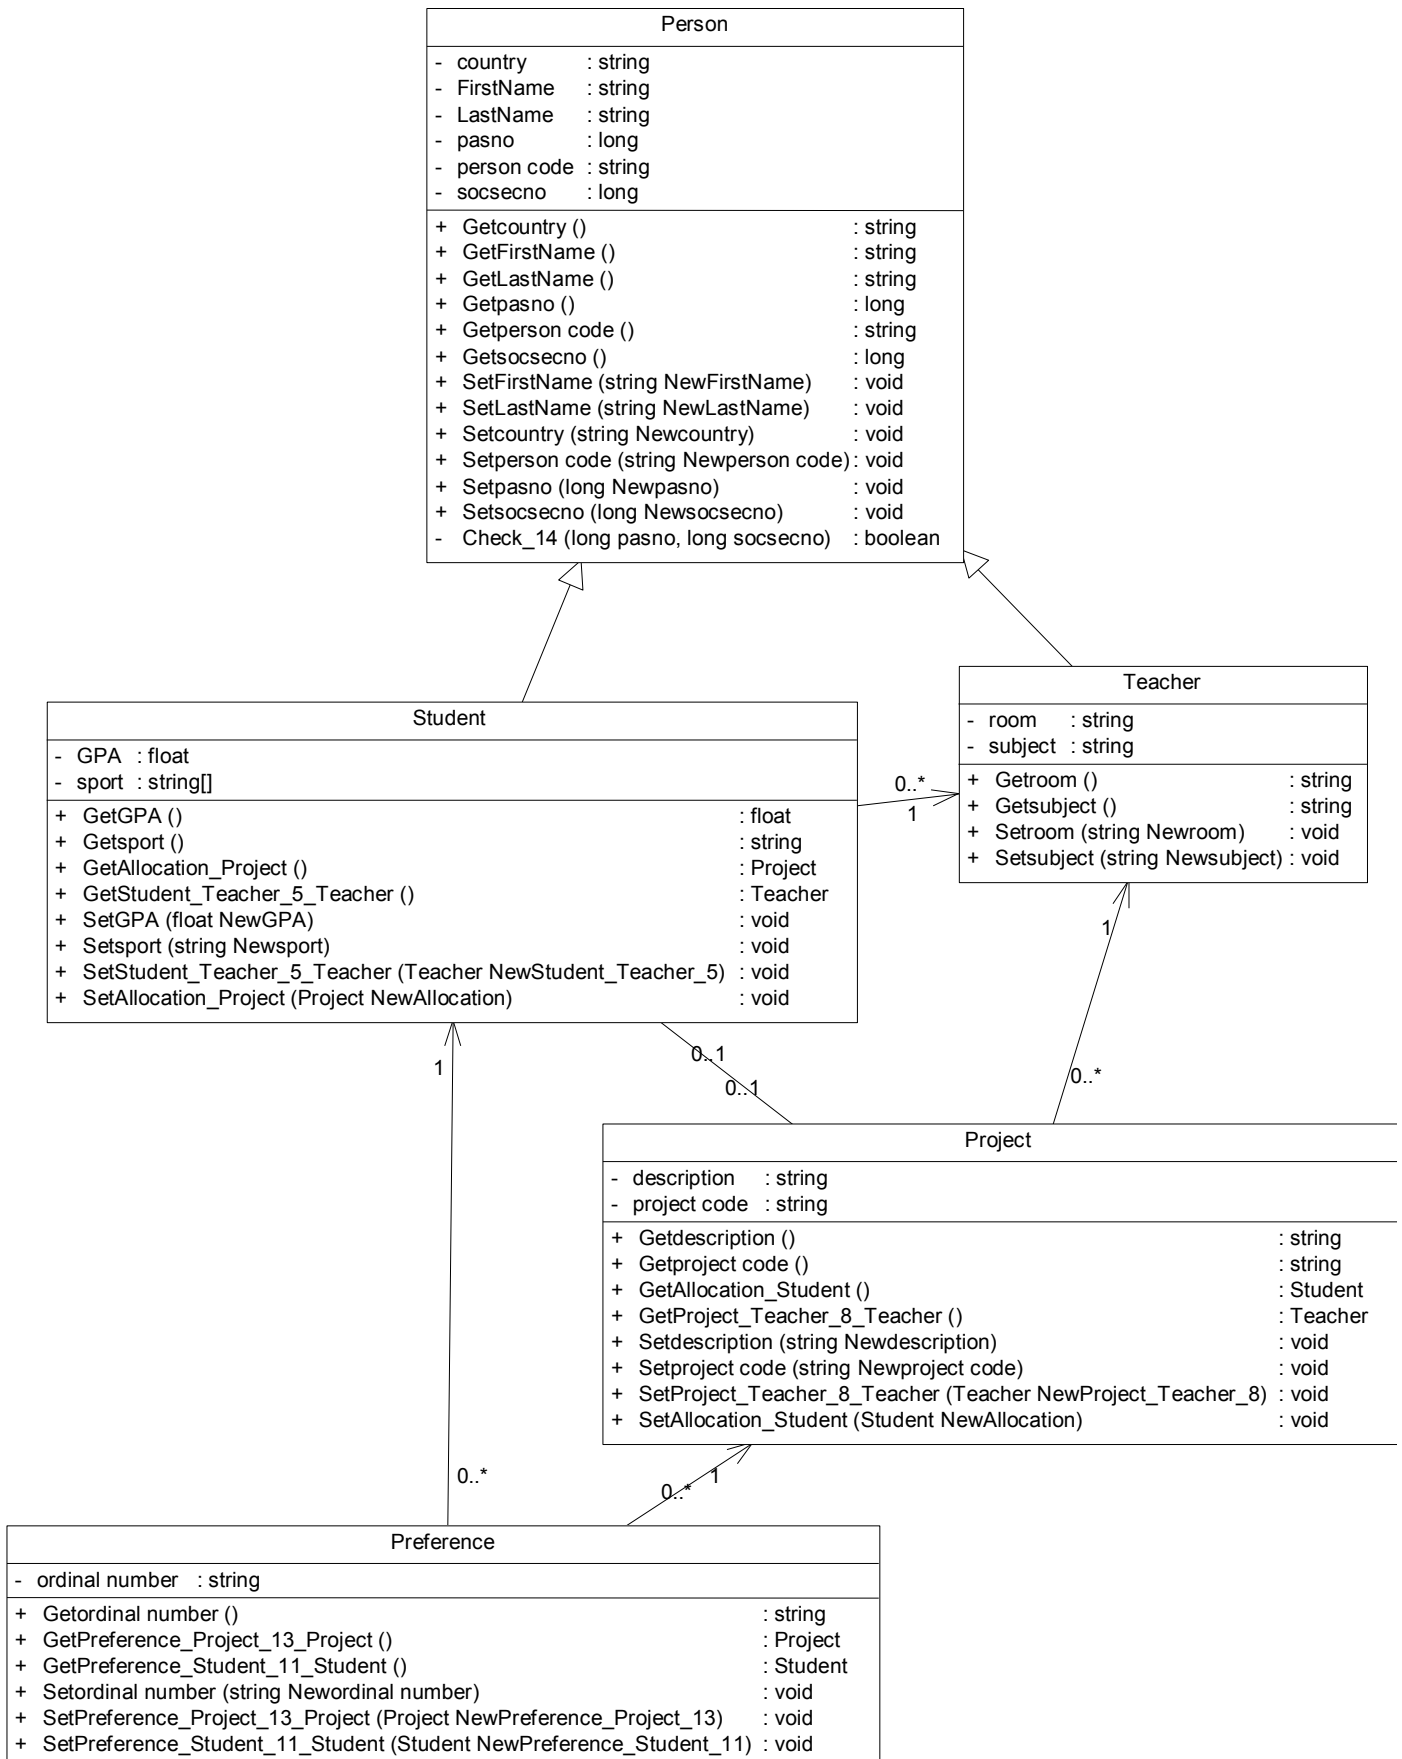 Person
- country : string
- FirstName : string
- LastName : string
- pasno : long
- person code : string
- socsecno : long
+ Getcountry () : string
+ GetFirstName () : string
+ GetLastName () : string
+ Getpasno () : long
+ Getperson code () : string
+ Getsocsecno () : long
+ SetFirstName (string NewFirstName) : void
+ SetLastName (string NewLastName) : void
+ Setcountry (string Newcountry) : void
+ Setperson code (string Newperson code) : void
+ Setpasno (long Newpasno) : void
+ Setsocsecno (long Newsocsecno) : void
- Check_14 (long pasno, long socsecno) : boolean
Student
- GPA : float
- sport : string[]
+ GetGPA () : float
+ Getsport () : string
+ GetAllocation_Project () : Project
+ GetStudent_Teacher_5_Teacher () : Teacher
+ SetGPA (float NewGPA) : void
+ Setsport (string Newsport) : void
+ SetStudent_Teacher_5_Teacher (Teacher NewStudent_Teacher_5) : void
+ SetAllocation_Project (Project NewAllocation) : void
0..*
1
Teacher
- room : string
- subject : string
+ Getroom () : string
+ Getsubject () : string
+ Setroom (string Newroom) : void
+ Setsubject (string Newsubject) : void
1
0..*
1
0..1
0..1
Project
- description : string
- project code : string
+ Getdescription () : string
+ Getproject code () : string
+ GetAllocation_Student () : Student
+ GetProject_Teacher_8_Teacher () : Teacher
+ Setdescription (string Newdescription) : void
+ Setproject code (string Newproject code) : void
+ SetProject_Teacher_8_Teacher (Teacher NewProject_Teacher_8) : void
+ SetAllocation_Student (Student NewAllocation) : void
0..*
1
0..*
Preference
- ordinal number : string
+ Getordinal number () : string
+ GetPreference_Project_13_Project () : Project
+ GetPreference_Student_11_Student () : Student
+ Setordinal number (string Newordinal number) : void
+ SetPreference_Project_13_Project (Project NewPreference_Project_13) : void
+ SetPreference_Student_11_Student (Student NewPreference_Student_11) : void